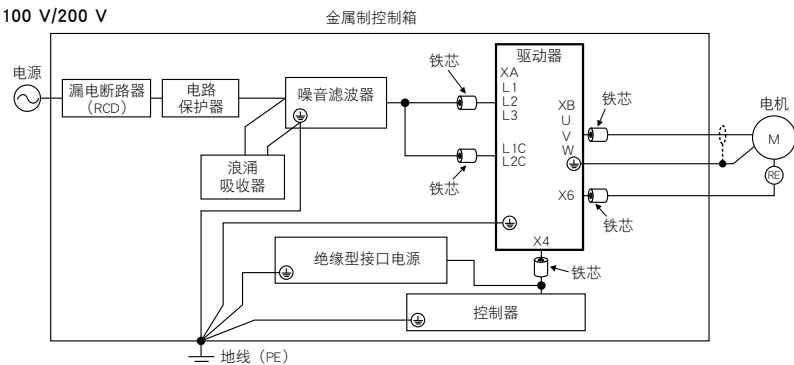 100 V/200 V
金属制控制箱
电源
漏电断路器
（RCD）
电路
保护器
噪音滤波器
浪涌
吸收器
铁芯
铁芯
驱动器
XA
L1
L2
L3
L1C
L2C
XB
U
V
W
X6
X4
铁芯
铁芯
铁芯
电机
M
RE
绝缘型接口电源
控制器
地线（PE）